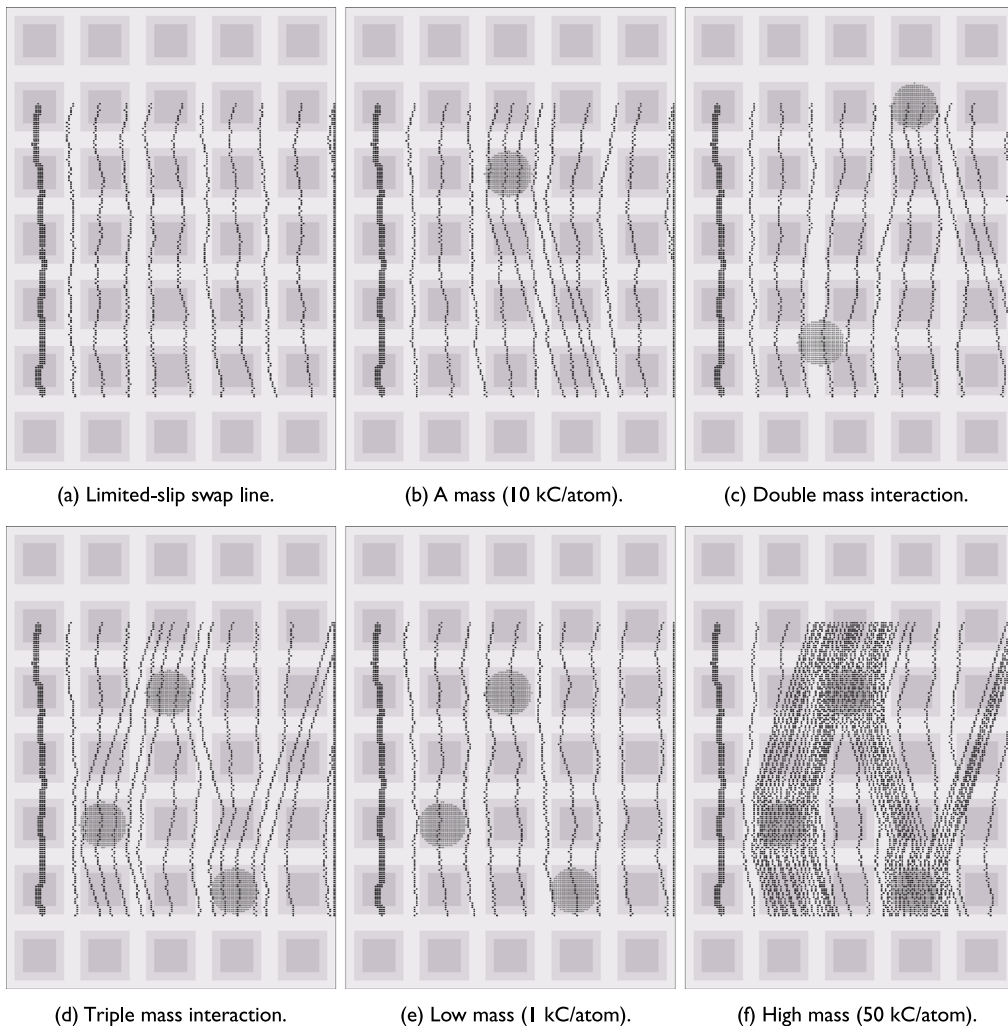 (a) Limited-slip swap line.
(b) A mass (10 kC/atom).
(c) Double mass interaction.
(d) Triple mass interaction.
(e) Low mass (1 kC/atom).
(f) High mass (50 kC/atom).